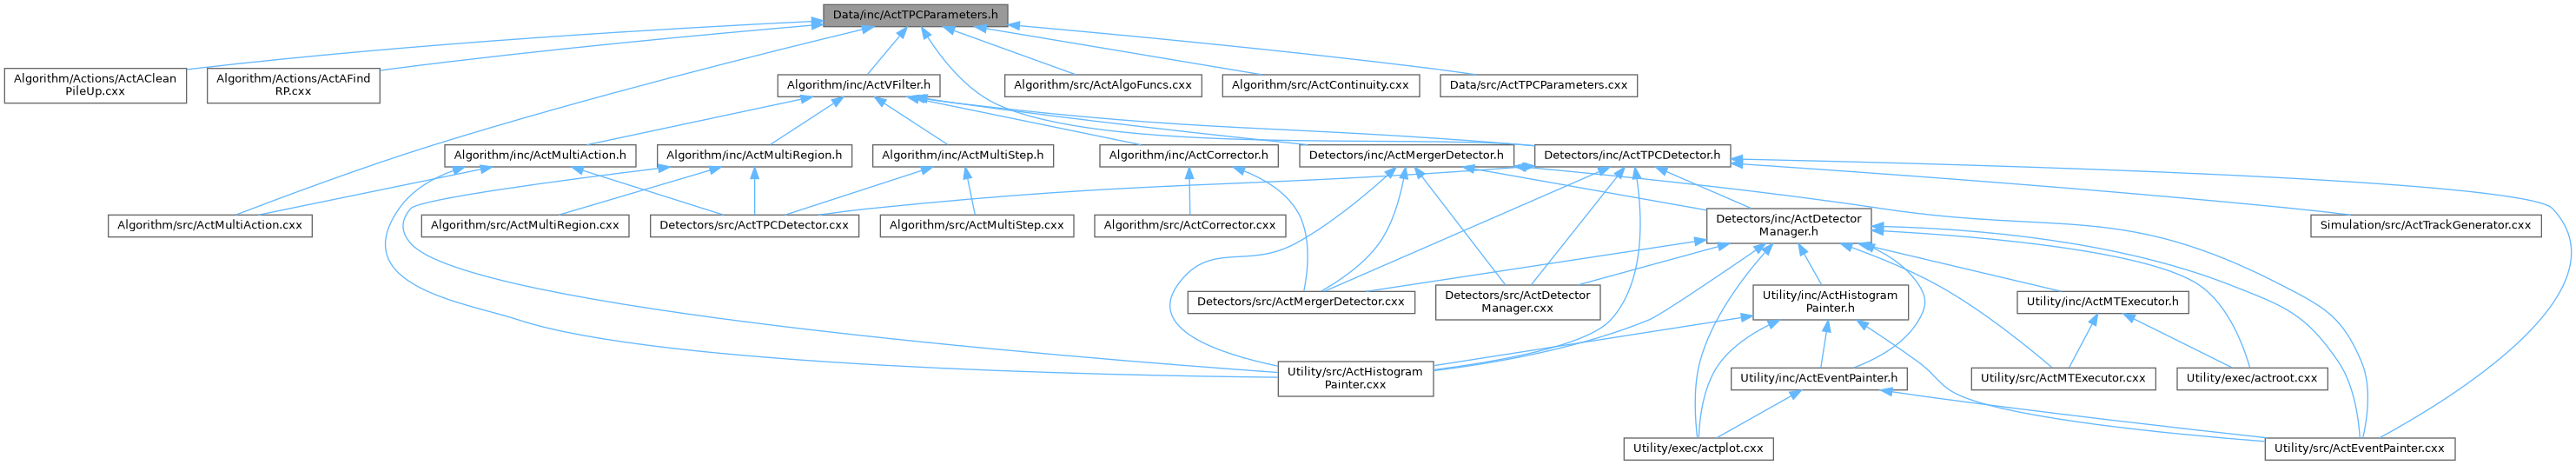 Data/inc/ActTPCParameters.h
Algorithm/Actions/ActAClean
PileUp.cxx
Algorithm/Actions/ActAFind
RP.cxx
Algorithm/inc/ActVFilter.h
Algorithm/src/ActAlgoFuncs.cxx
Algorithm/src/ActContinuity.cxx
Data/src/ActTPCParameters.cxx
Algorithm/inc/ActMultiAction.h
Algorithm/inc/ActMultiRegion.h
Algorithm/inc/ActMultiStep.h
Algorithm/inc/ActCorrector.h
Detectors/inc/ActMergerDetector.h
Detectors/inc/ActTPCDetector.h
Algorithm/src/ActMultiAction.cxx
Algorithm/src/ActMultiRegion.cxx
Detectors/src/ActTPCDetector.cxx
Algorithm/src/ActMultiStep.cxx
Algorithm/src/ActCorrector.cxx
Detectors/inc/ActDetector
Manager.h
Simulation/src/ActTrackGenerator.cxx
Detectors/src/ActMergerDetector.cxx
Detectors/src/ActDetector
Manager.cxx
Utility/inc/ActHistogram
Painter.h
Utility/inc/ActMTExecutor.h
Utility/src/ActHistogram
Painter.cxx
Utility/inc/ActEventPainter.h
Utility/src/ActMTExecutor.cxx
Utility/exec/actroot.cxx
Utility/exec/actplot.cxx
Utility/src/ActEventPainter.cxx